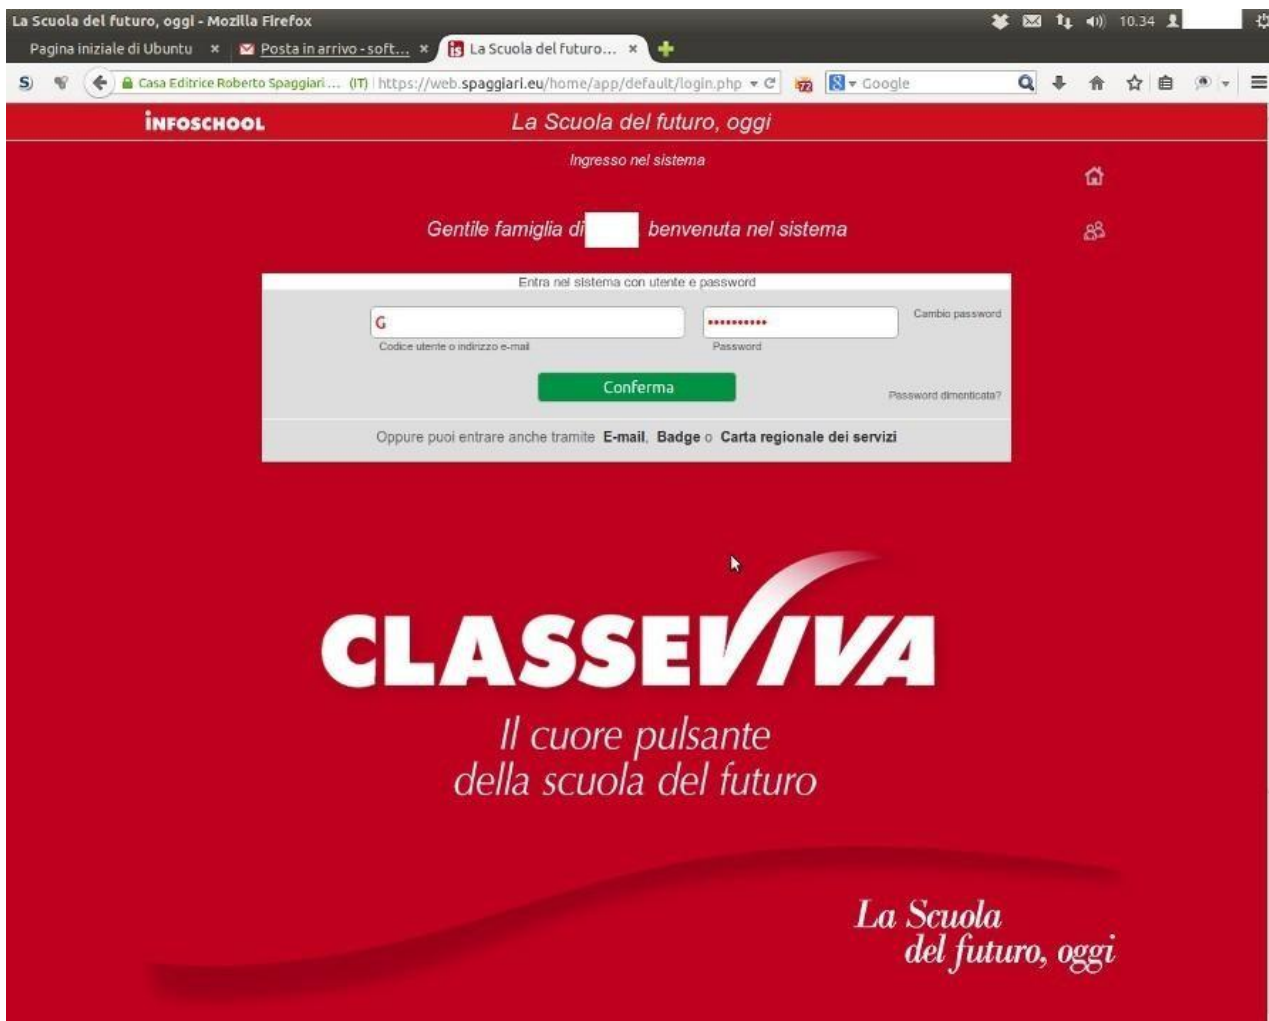 La Scuola del futuro, oggi - Mozilla Firefox 10.34
Pagina iniziale di Ubuntu × Posta in arrivo - soft... × La Scuola del futuro... ×
S) Casa Editrice Roberto Spaggiari ... (IT) https://web.spaggiari.eu/home/app/default/login.php Google
INFOSCHOOL La Scuola del futuro, oggi
Ingresso nel sistema
Gentile famiglia di benvenuta nel sistema
Entra nel sistema con utente e password
G •••••••••• Cambio password
Codice utente o indirizzo e-mail Password
Conferma
Password dimenticata?
Oppure puoi entrare anche tramite E-mail, Badge o Carta regionale dei servizi
CLASSEVIVA
Il cuore pulsante
della scuola del futuro
La Scuola
del futuro, oggi